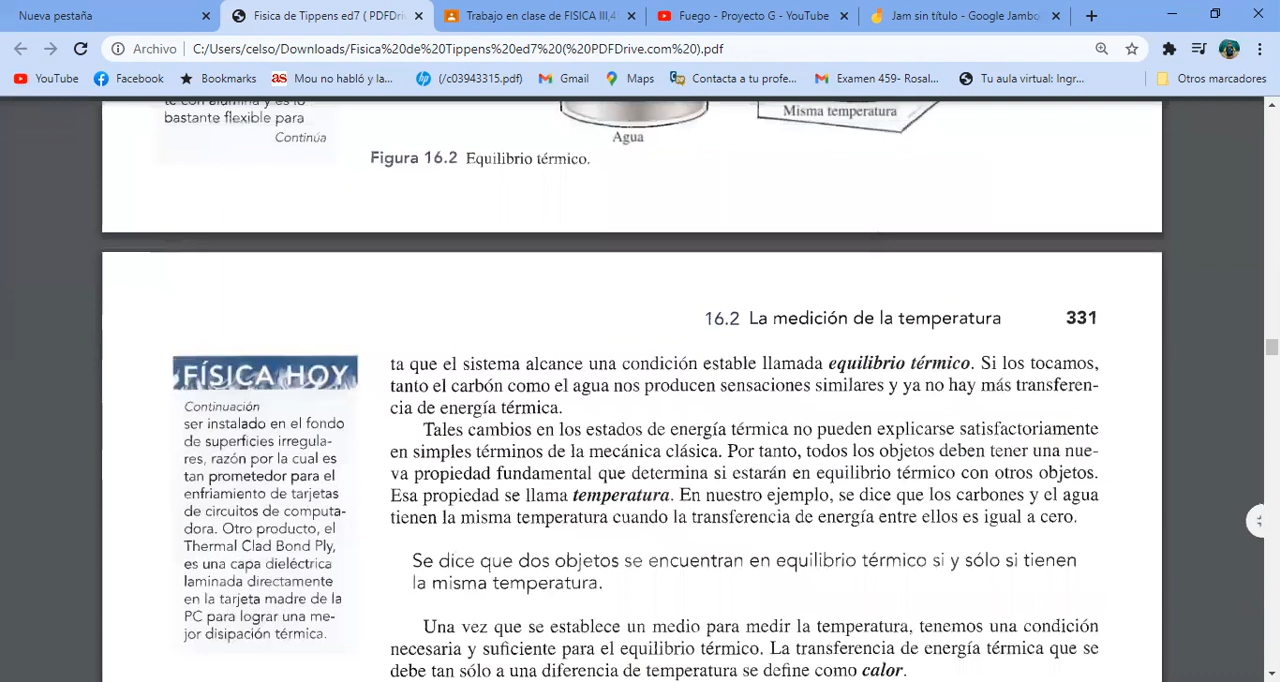 Nueva pestaña
Fisica de Tippens ed7 ( PDFDri
Trabajo en clase de FISICA III,4
Fuego - Proyecto G - YouTube
Jam sin título - Google Jambo
Archivo
C:/Users/celso/Downloads/Fisica%20de%20Tippens%20ed7%20(%20PDFDrive.com%20).pdf
YouTube
Facebook
Bookmarks
Mou no habló y la...
(/c03943315.pdf)
Gmail
Maps
Contacta a tu profe...
Examen 459- Rosal...
Tu aula virtual: Ingr...
Otros marcadores
te con alumina y es lo
bastante flexible para
Continúa
Misma temperatura
Agua
Figura 16.2 Equilibrio térmico.
16.2 La medición de la temperatura 331
FÍSICA HOY
Continuación
ser instalado en el fondo
de superficies irregula-
res, razón por la cual es
tan prometedor para el
enfriamiento de tarjetas
de circuitos de computa-
dora. Otro producto, el
Thermal Clad Bond Ply,
es una capa dieléctrica
laminada directamente
en la tarjeta madre de la
PC para lograr una me-
jor disipación térmica.
ta que el sistema alcance una condición estable llamada equilibrio térmico. Si los tocamos,
tanto el carbón como el agua nos producen sensaciones similares y ya no hay más transferen-
cia de energía térmica.
Tales cambios en los estados de energía térmica no pueden explicarse satisfactoriamente
en simples términos de la mecánica clásica. Por tanto, todos los objetos deben tener una nue-
va propiedad fundamental que determina si estarán en equilibrio térmico con otros objetos.
Esa propiedad se llama temperatura. En nuestro ejemplo, se dice que los carbones y el agua
tienen la misma temperatura cuando la transferencia de energía entre ellos es igual a cero.
Se dice que dos objetos se encuentran en equilibrio térmico si y sólo si tienen
la misma temperatura.
Una vez que se establece un medio para medir la temperatura, tenemos una condición
necesaria y suficiente para el equilibrio térmico. La transferencia de energía térmica que se
debe tan sólo a una diferencia de temperatura se define como calor.